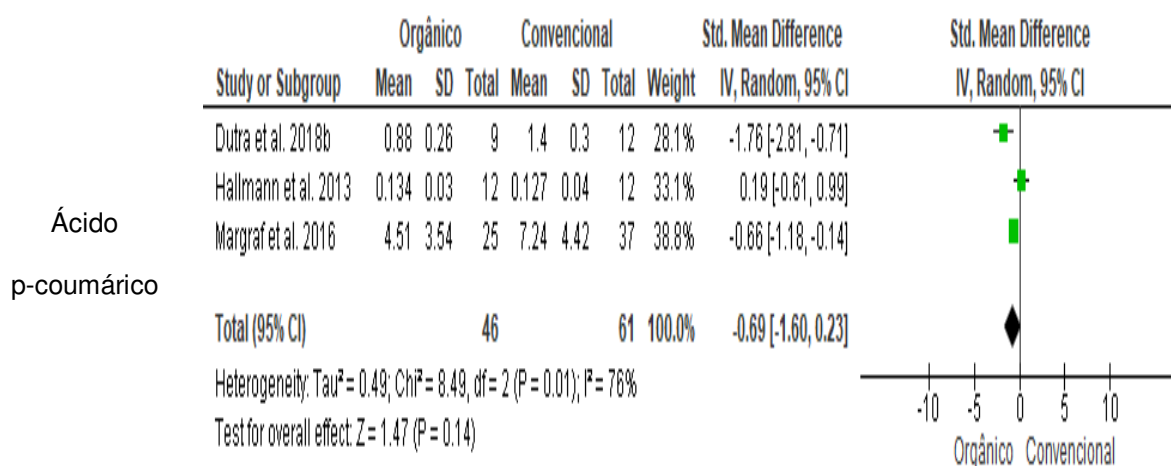 Orgânico Convencional Std. Mean Difference Std. Mean Difference
Study or Subgroup Mean SD Total Mean SD Total Weight IV, Random, 95% CI IV, Random, 95% CI
Dutra et al. 2018b 0.88 0.26 9 1.4 0.3 12 28.1% -1.76 [-2.81, -0.71]
Hallmann et al. 2013 0.134 0.03 12 0.127 0.04 12 33.1% 0.19 [-0.61, 0.99]
Margraf et al. 2016 4.51 3.54 25 7.24 4.42 37 38.8% -0.66 [-1.18, -0.14]
Ácido
p-coumárico
Total (95% CI) 46 61 100.0% -0.69 [-1.60, 0.23]
Heterogeneity: Tau² = 0.49; Chi² = 8.49, df = 2 (P = 0.01); I² = 76%
Test for overall effect: Z = 1.47 (P = 0.14)
-10 -5 0 5 10
Orgânico Convencional